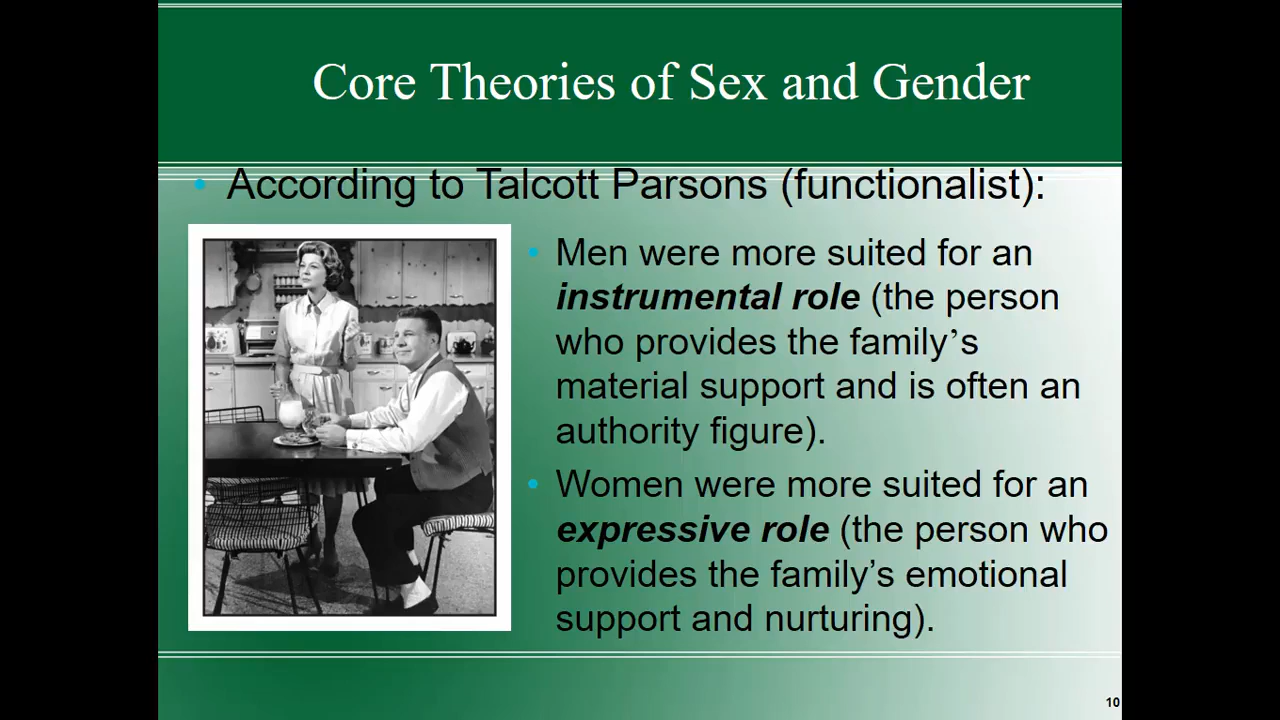 Core Theories of Sex and Gender
• According to Talcott Parsons (functionalist):
• Men were more suited for an
instrumental role (the person
who provides the family’s
material support and is often an
authority figure).
• Women were more suited for an
expressive role (the person who
provides the family’s emotional
support and nurturing).
10